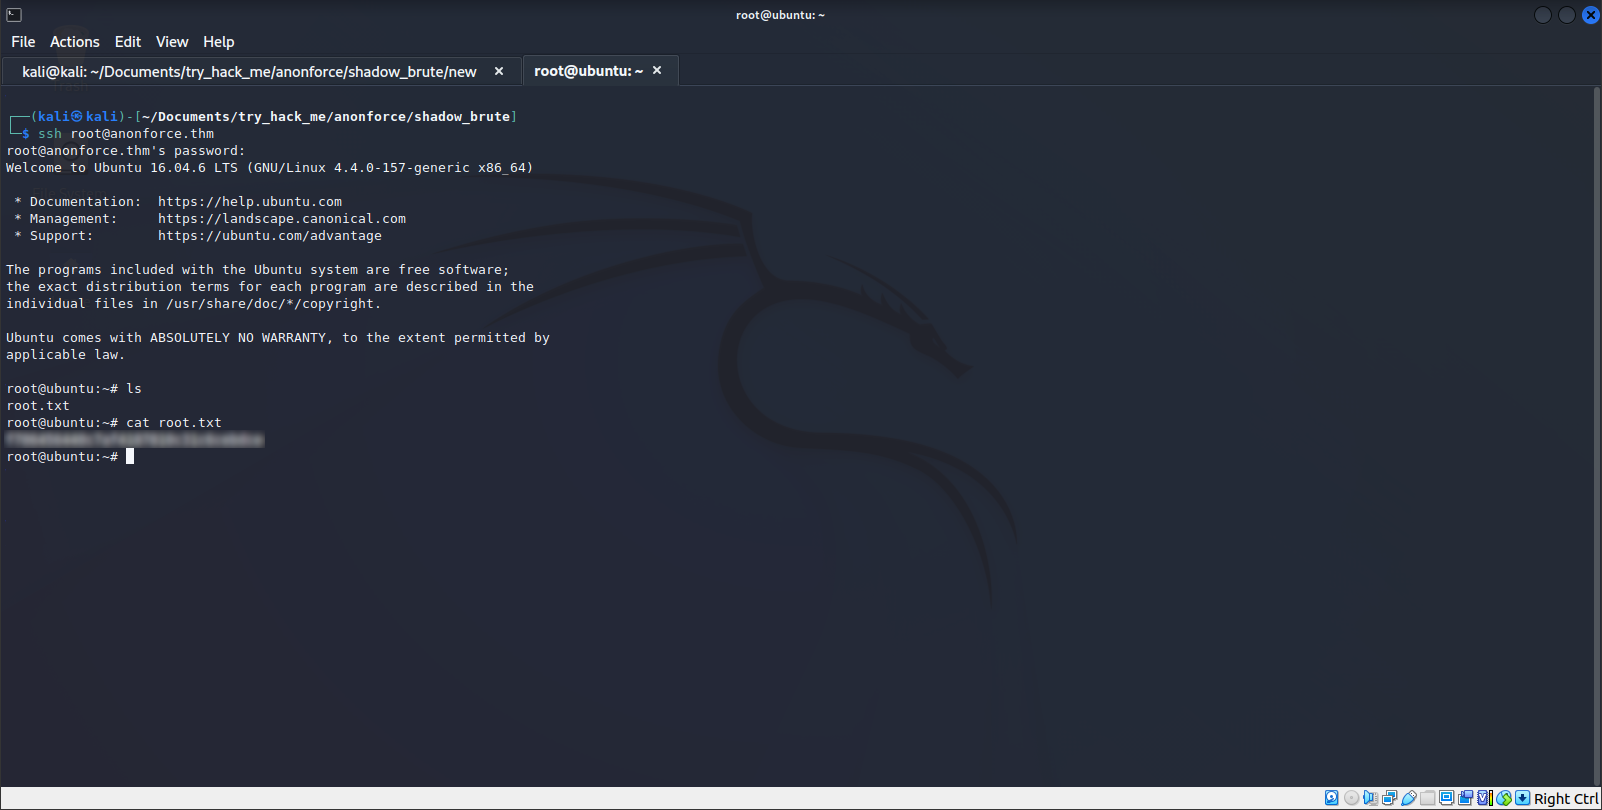 root@ubuntu: ~
File Actions Edit View Help
kali@kali: ~/Documents/try_hack_me/anonforce/shadow_brute/new × root@ubuntu: ~ ×
┌──(kali㉿kali)-[~/Documents/try_hack_me/anonforce/shadow_brute]
└─$ ssh root@anonforce.thm
root@anonforce.thm's password:
Welcome to Ubuntu 16.04.6 LTS (GNU/Linux 4.4.0-157-generic x86_64)
* Documentation:  https://help.ubuntu.com
* Management:     https://landscape.canonical.com
* Support:        https://ubuntu.com/advantage
The programs included with the Ubuntu system are free software;
the exact distribution terms for each program are described in the
individual files in /usr/share/doc/*/copyright.
Ubuntu comes with ABSOLUTELY NO WARRANTY, to the extent permitted by
applicable law.
root@ubuntu:~# ls
root.txt
root@ubuntu:~# cat root.txt
root@ubuntu:~#
Right Ctrl